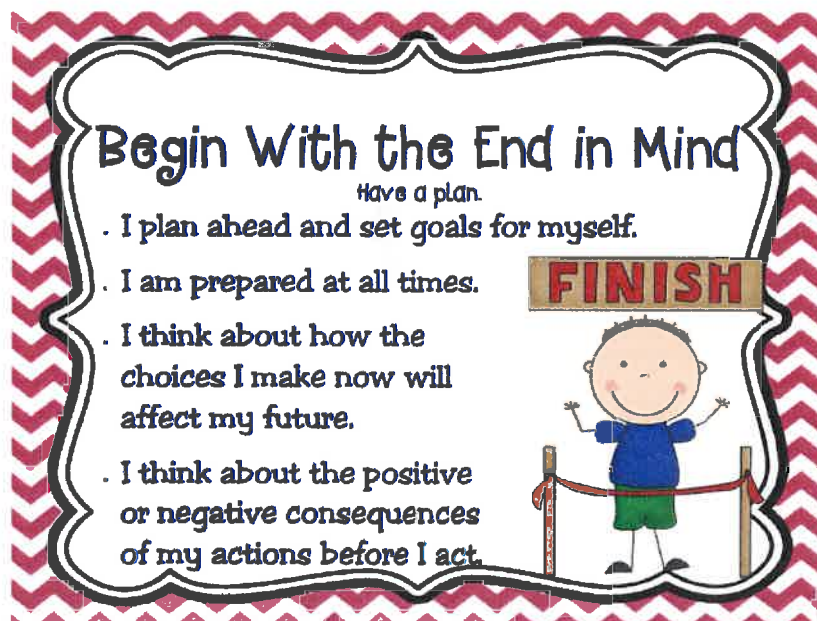 Begin With the End in Mind
Have a plan.
. I plan ahead and set goals for myself.
. I am prepared at all times.
FINISH
. I think about how the
choices I make now will
affect my future.
. I think about the positive
or negative consequences
of my actions before I act.